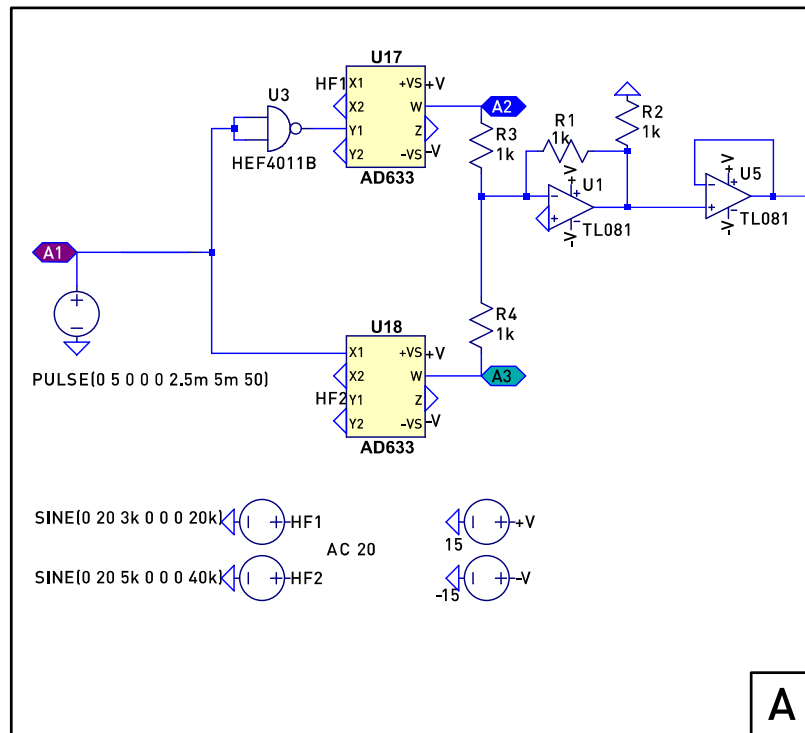 U17
HF1 X1 +VS +V
X2 W A2
U3
Y1 Z
Y2 -VS -V
HEF4011B
AD633
R3
1k
R1
1k
R2
1k
U1
+V
-V
TL081
U5
+V
-V
TL081
A1
PULSE(0 5 0 0 0 2.5m 5m 50)
R4
1k
U18
X1 +VS +V
X2 W A3
HF2 Y1 Z
Y2 -VS -V
AD633
SINE(0 20 3k 0 0 0 20k) HF1
AC 20
SINE(0 20 5k 0 0 0 40k) HF2
15 +V
-15 -V
A